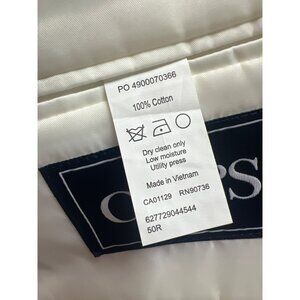 PO 4900070366
100% Cotton
Dry clean only
Low moisture
Utility press
Made in Vietnam
CA01129 RN90736
627729044544
50R